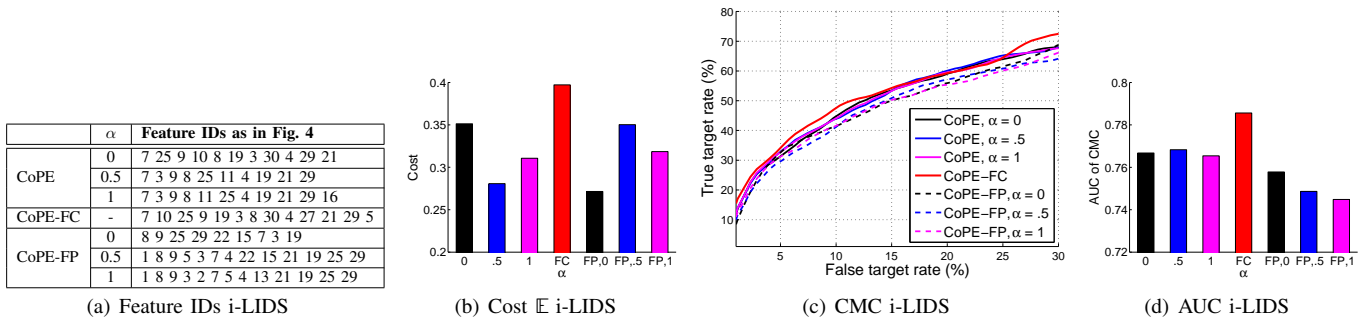 α Feature IDs as in Fig. 4
CoPE
0 7 25 9 10 8 19 3 30 4 29 21
0.5 7 3 9 8 25 11 4 19 21 29
1 7 3 9 8 11 25 4 19 21 29 16
CoPE-FC - 7 10 25 9 19 3 8 30 4 27 21 29 5
CoPE-FP
0 8 9 25 29 22 15 7 3 19
0.5 1 8 9 5 3 7 4 22 15 21 19 25 29
1 1 8 9 3 2 7 5 4 13 21 19 25 29
(a) Feature IDs i-LIDS
Cost
0.4
0.35
0.3
0.25
0.2
0 .5 1 FC FP,0 FP,.5 FP,1
α
(b) Cost 𝔼 i-LIDS
True target rate (%)
80
70
60
50
40
30
20
10
5 10 15 20 25 30
False target rate (%)
CoPE, α = 0
CoPE, α = .5
CoPE, α = 1
CoPE−FC
CoPE−FP,α = 0
CoPE−FP,α = .5
CoPE−FP,α = 1
(c) CMC i-LIDS
AUC of CMC
0.8
0.78
0.76
0.74
0.72
0 .5 1 FC FP,0 FP,.5 FP,1
α
(d) AUC i-LIDS